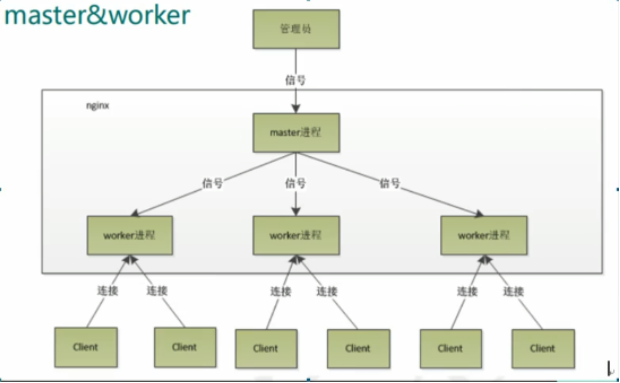 master&worker
管理员
信号
nginx
master进程
信号 信号 信号
worker进程 worker进程 worker进程
连接 连接 连接 连接 连接 连接
Client Client Client Client Client Client